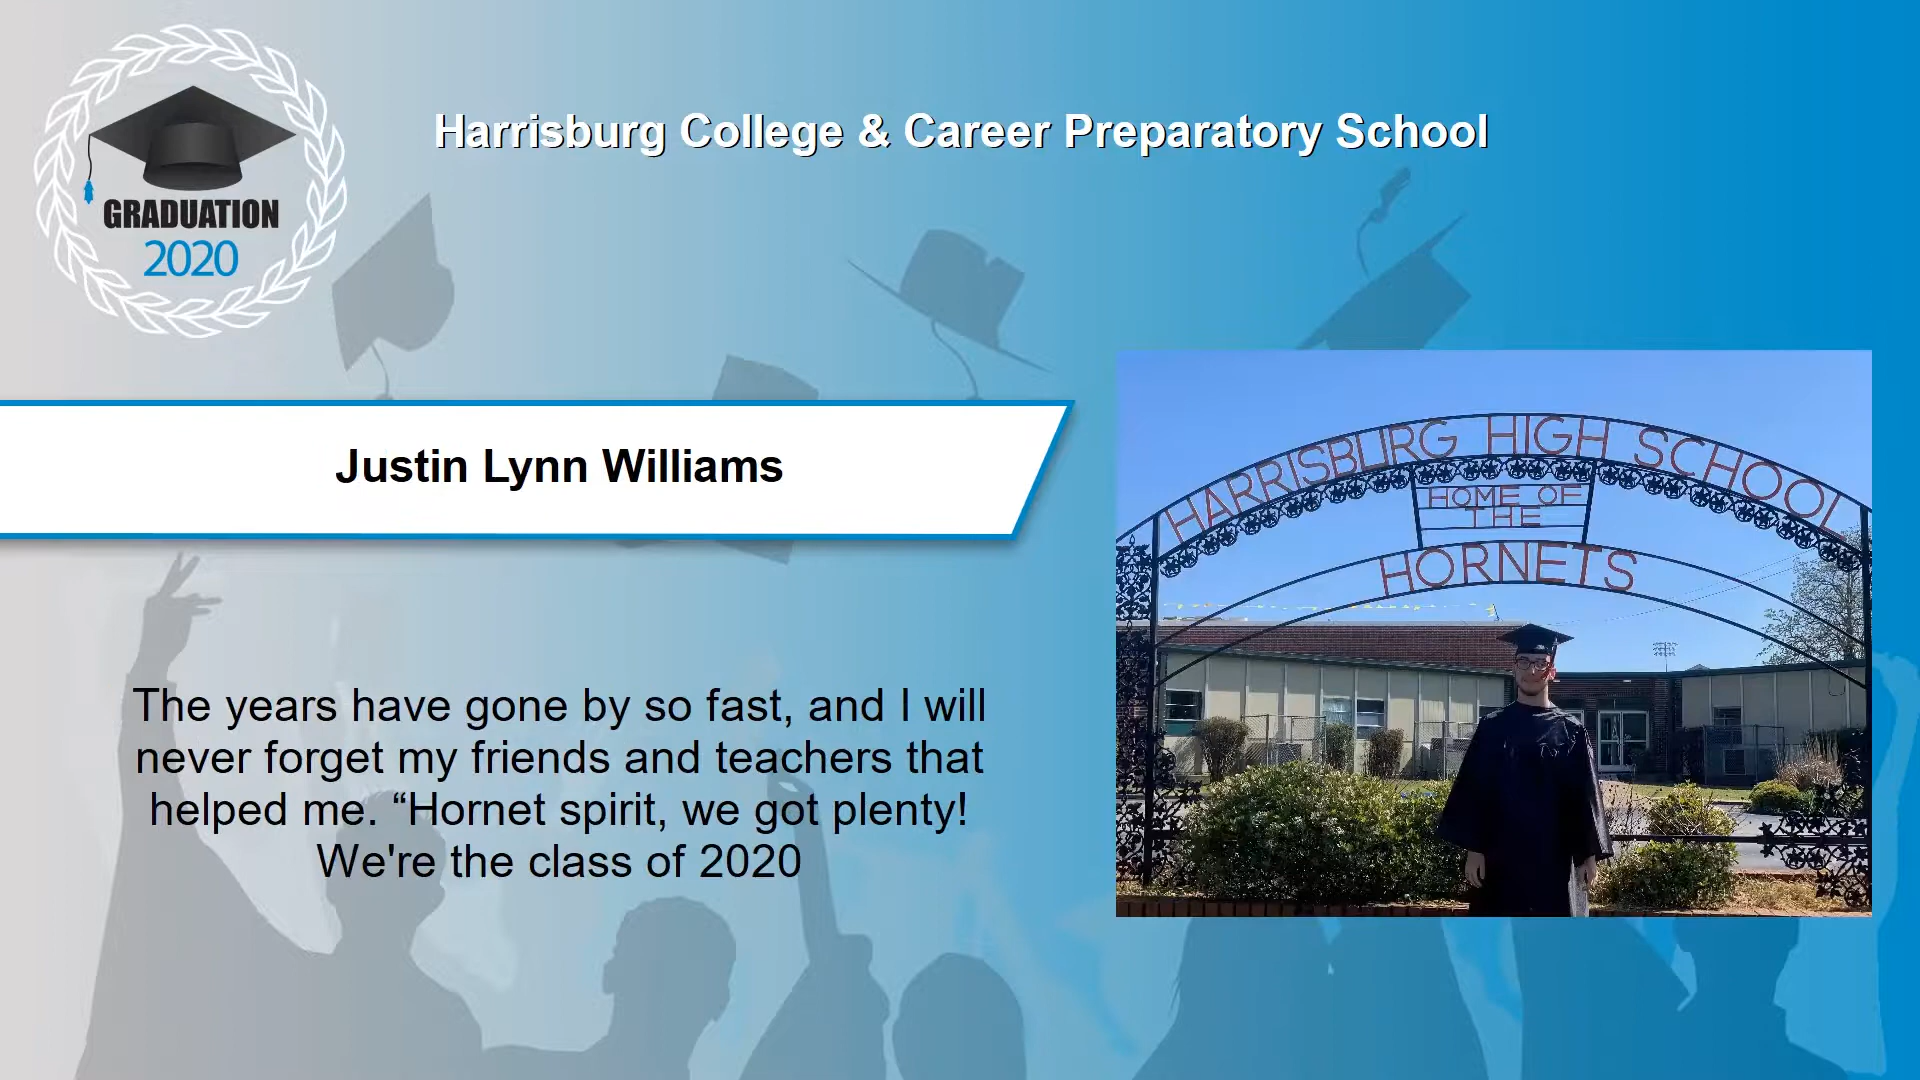 Harrisburg College & Career Preparatory School
GRADUATION
2020
Justin Lynn Williams
The years have gone by so fast, and I will
never forget my friends and teachers that
helped me. “Hornet spirit, we got plenty!
We're the class of 2020
HARRISBURG HIGH SCHOOL
HOME OF
THE
HORNETS